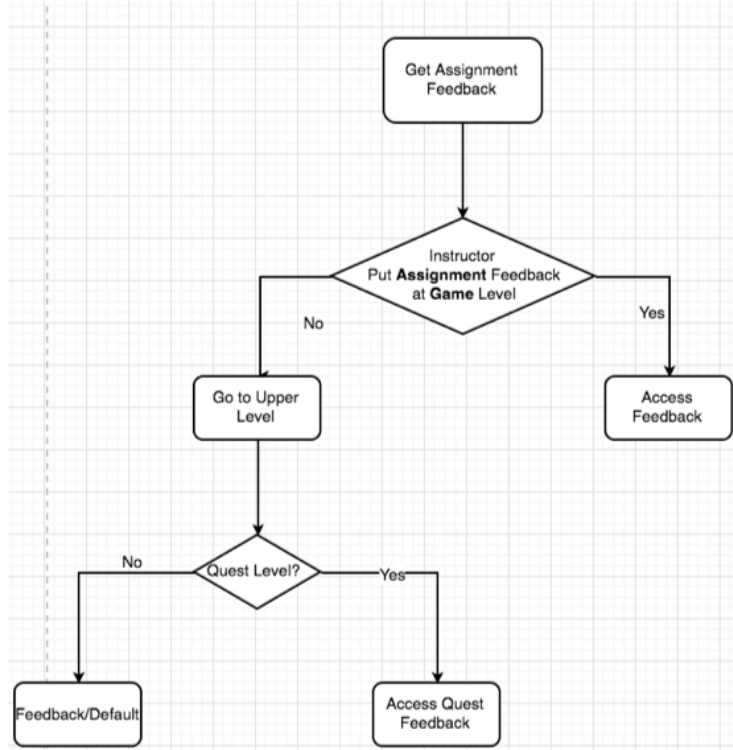 Get Assignment
Feedback
Instructor
Put Assignment Feedback
at Game Level
No
Yes
Go to Upper
Level
Access
Feedback
No
Quest Level?
Yes
Feedback/Default
Access Quest
Feedback